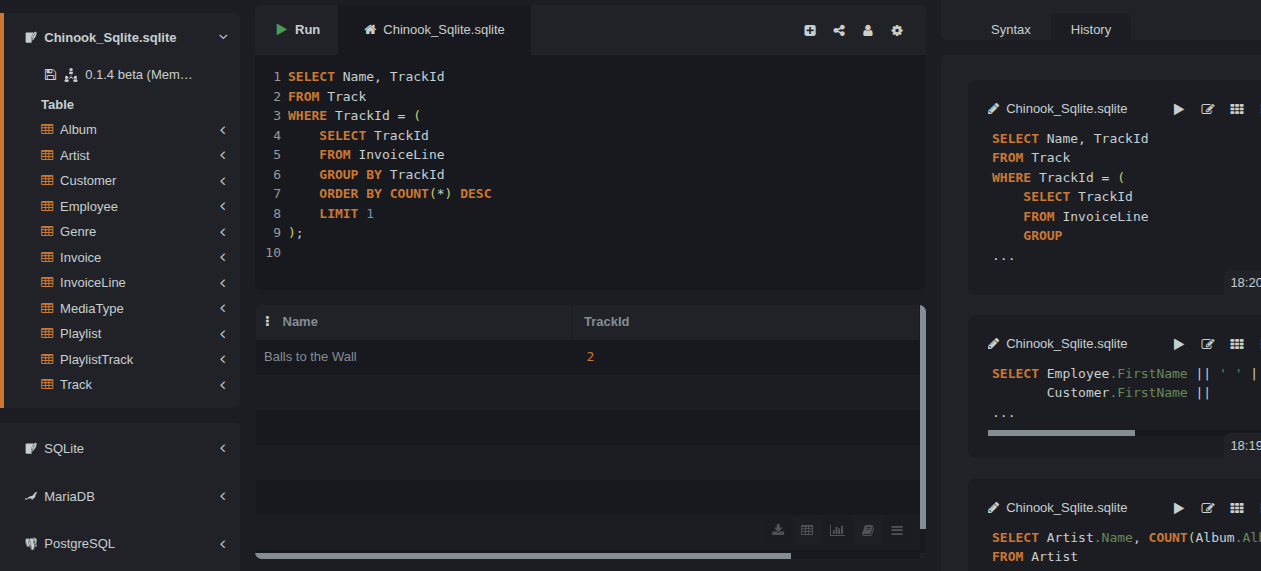 Chinook_Sqlite.sqlite
0.1.4 beta (Mem…
Table
Album
Artist
Customer
Employee
Genre
Invoice
InvoiceLine
MediaType
Playlist
PlaylistTrack
Track
SQLite
MariaDB
PostgreSQL
Run
Chinook_Sqlite.sqlite
1 SELECT Name, TrackId
2 FROM Track
3 WHERE TrackId = (
4     SELECT TrackId
5     FROM InvoiceLine
6     GROUP BY TrackId
7     ORDER BY COUNT(*) DESC
8     LIMIT 1
9 );
10
Name TrackId
Balls to the Wall 2
Syntax History
Chinook_Sqlite.sqlite
SELECT Name, TrackId
FROM Track
WHERE TrackId = (
    SELECT TrackId
    FROM InvoiceLine
    GROUP
...
18:20
Chinook_Sqlite.sqlite
SELECT Employee.FirstName || ' ' |
       Customer.FirstName ||
...
18:19
Chinook_Sqlite.sqlite
SELECT Artist.Name, COUNT(Album.Alb
FROM Artist